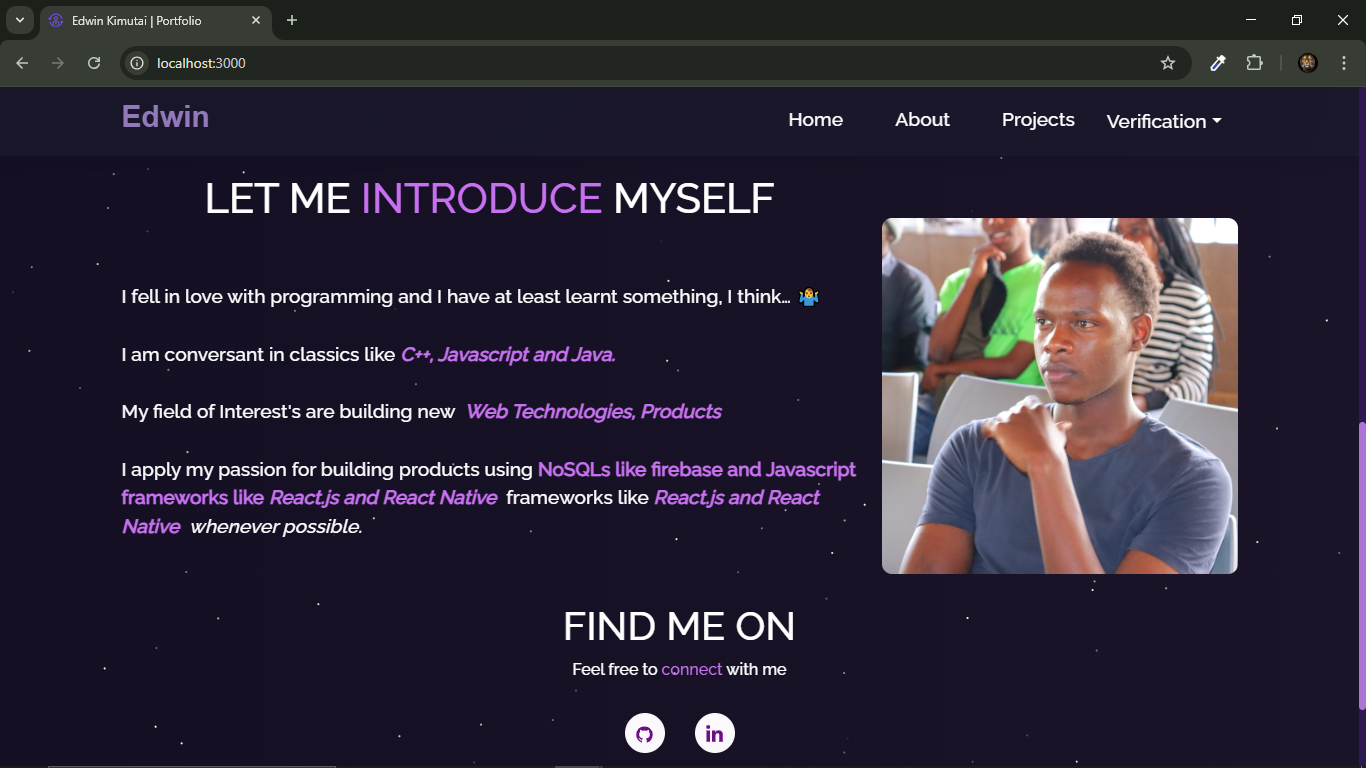 Edwin Kimutai | Portfolio
localhost:3000
Edwin
Home About Projects Verification
LET ME INTRODUCE MYSELF
I fell in love with programming and I have at least learnt something, I think… 🤷‍♂️
I am conversant in classics like C++, Javascript and Java.
My field of Interest's are building new Web Technologies, Products
I apply my passion for building products using NoSQLs like firebase and Javascript
frameworks like React.js and React Native frameworks like React.js and React
Native whenever possible.
FIND ME ON
Feel free to connect with me
in